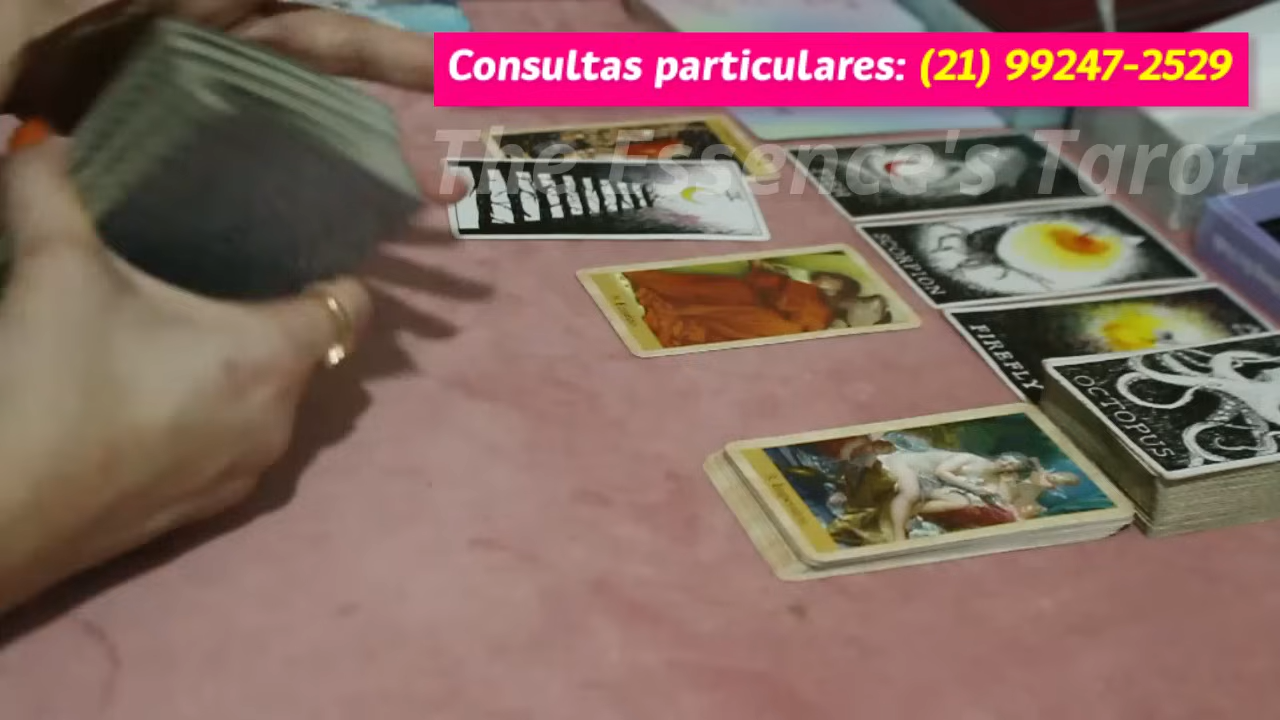 Consultas particulares: (21) 99247-2529
The Essence's Tarot
SCORPION
FIREFLY
OCTOPUS